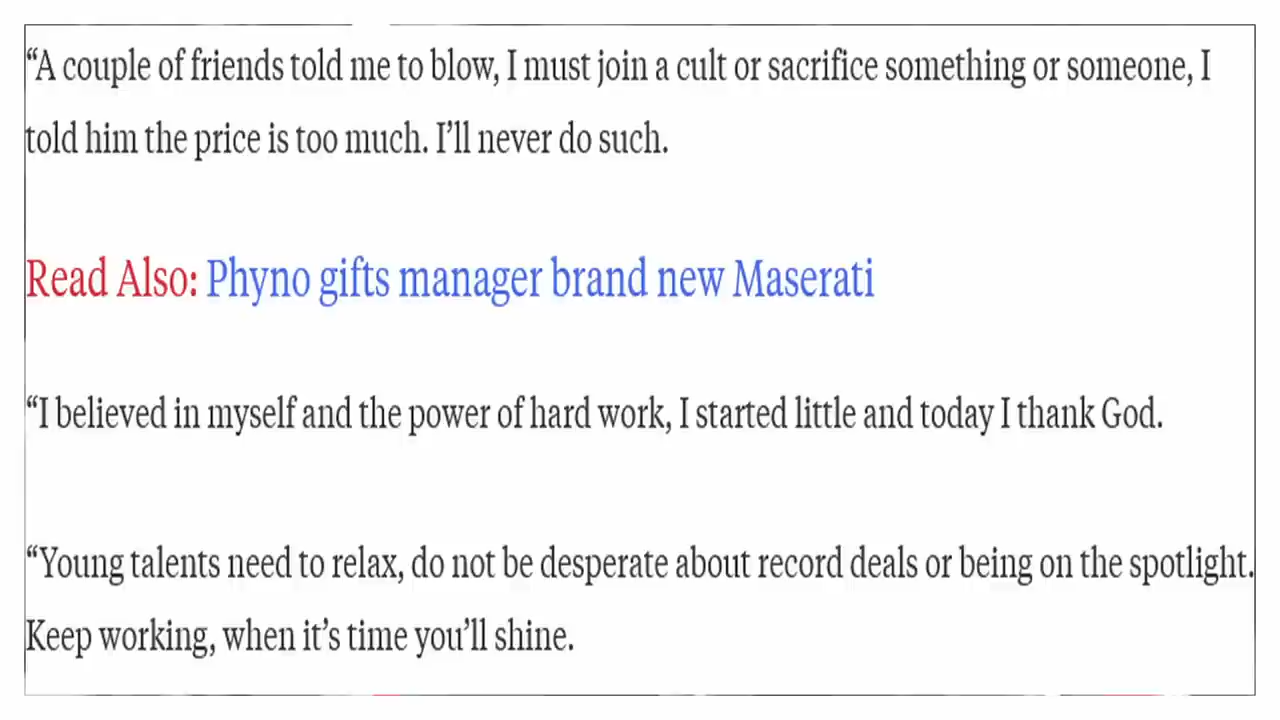 “A couple of friends told me to blow, I must join a cult or sacrifice something or someone, I
told him the price is too much. I’ll never do such.
Read Also: Phyno gifts manager brand new Maserati
“I believed in myself and the power of hard work, I started little and today I thank God.
“Young talents need to relax, do not be desperate about record deals or being on the spotlight.
Keep working, when it’s time you’ll shine.